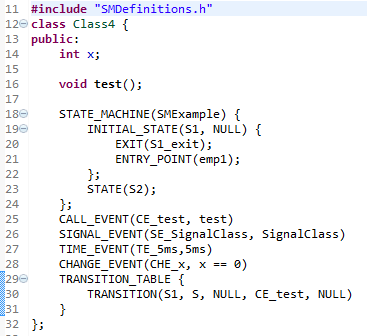 11 #include "SMDefinitions.h"
12 class Class4 {
13 public:
14 int x;
15
16 void test();
17
18 STATE_MACHINE(SMExample) {
19 INITIAL_STATE(S1, NULL) {
20 EXIT(S1_exit);
21 ENTRY_POINT(emp1);
22 };
23 STATE(S2);
24 };
25 CALL_EVENT(CE_test, test)
26 SIGNAL_EVENT(SE_SignalClass, SignalClass)
27 TIME_EVENT(TE_5ms,5ms)
28 CHANGE_EVENT(CHE_x, x == 0)
29 TRANSITION_TABLE {
30 TRANSITION(S1, S, NULL, CE_test, NULL)
31 }
32 };